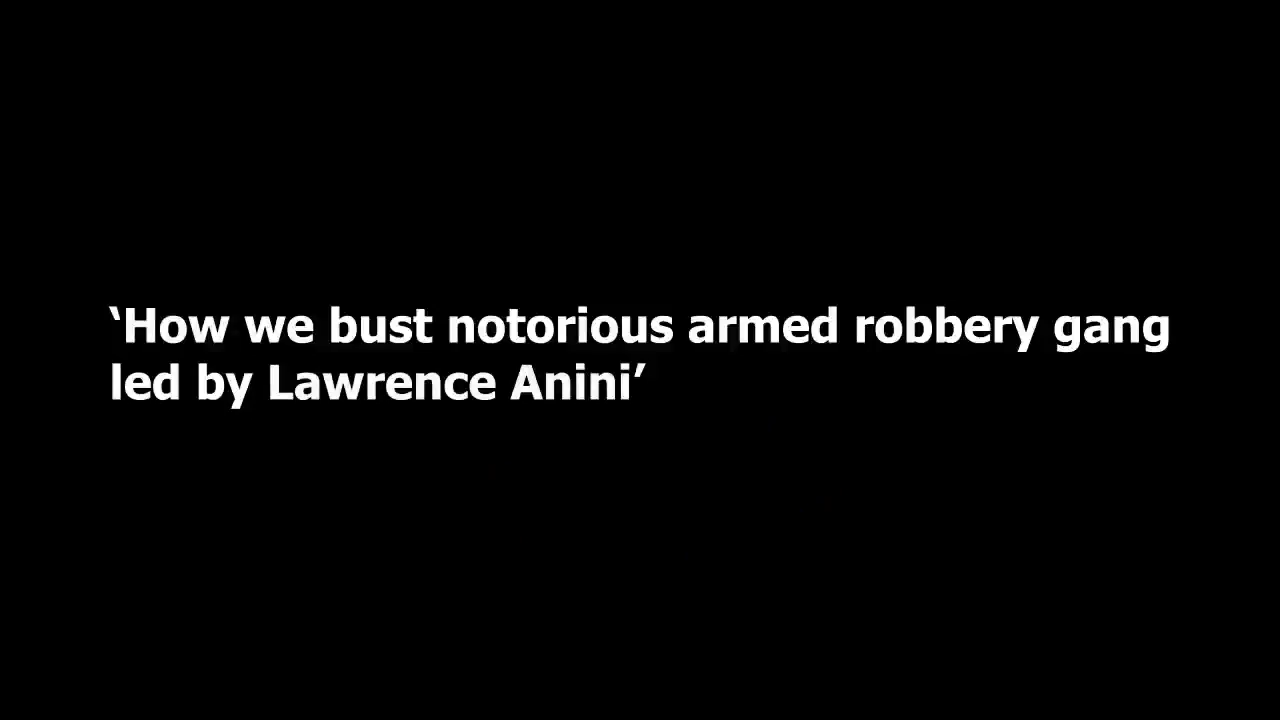 ‘How we bust notorious armed robbery gang
led by Lawrence Anini’